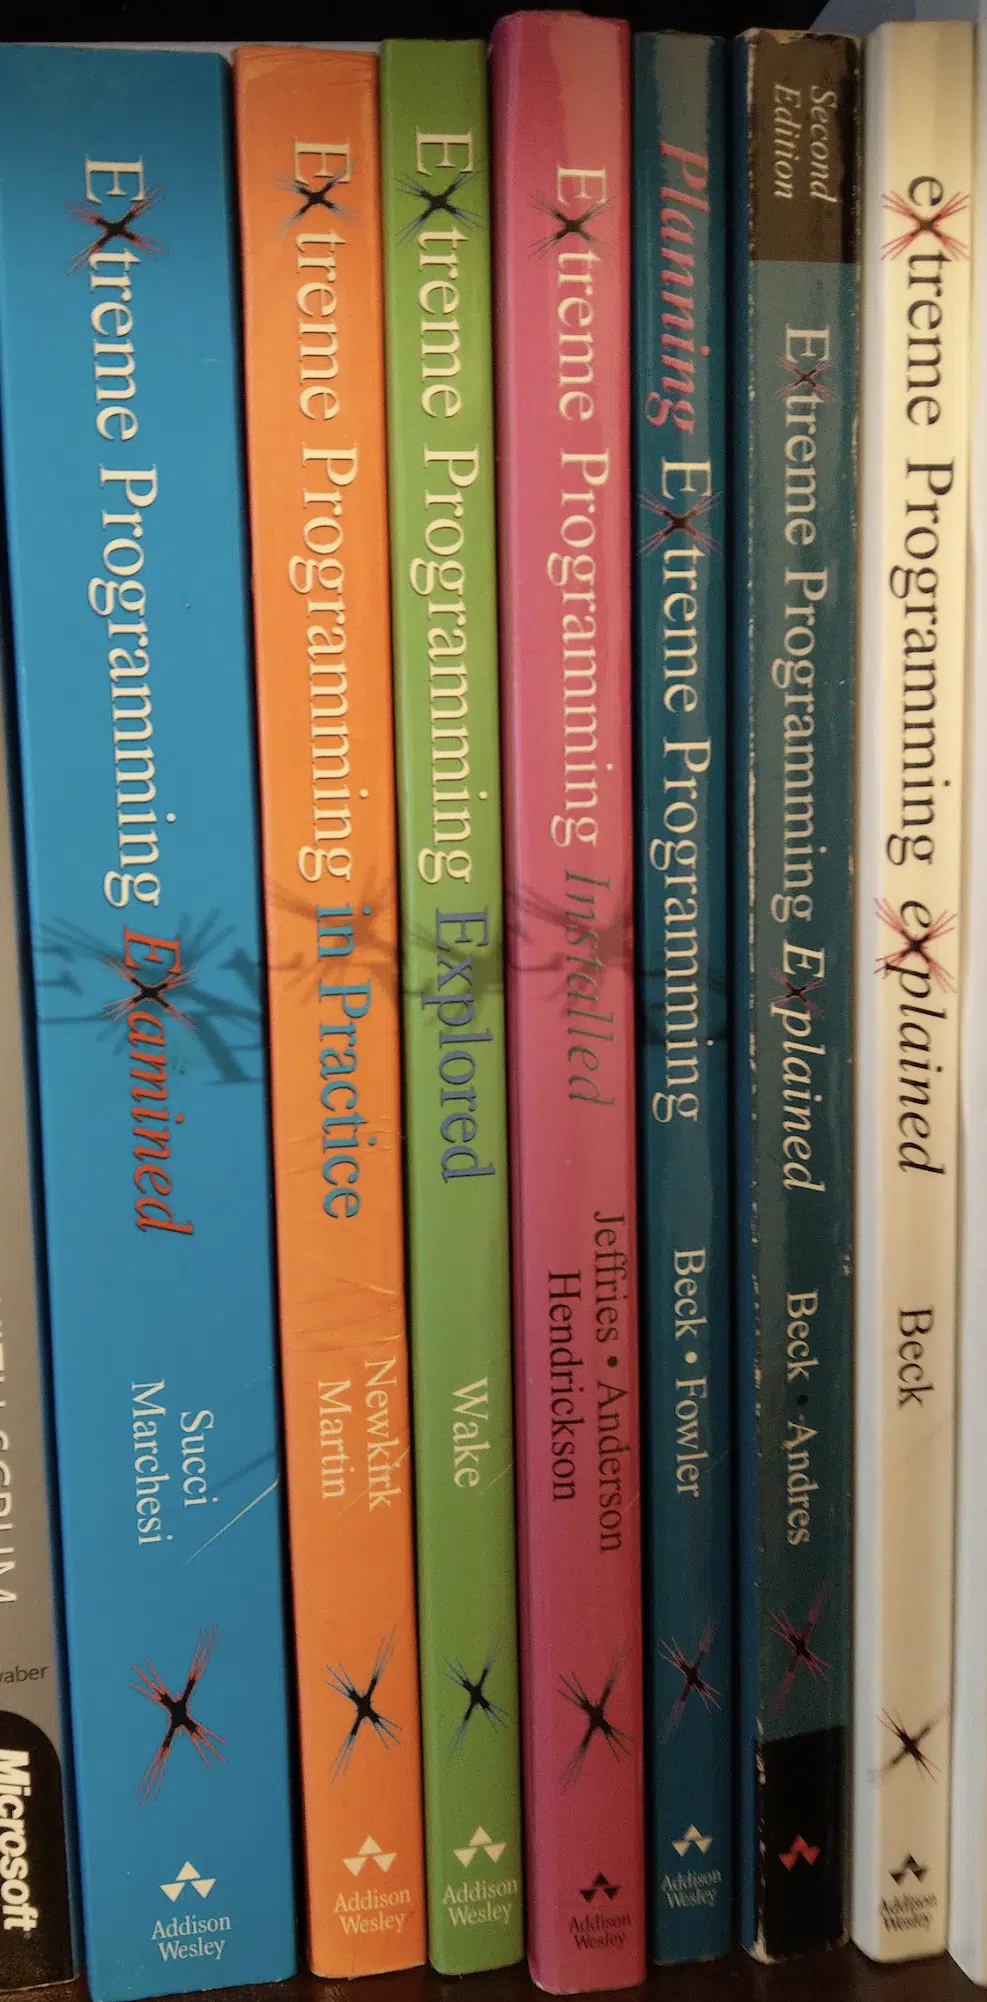 aber
Microsoft
Extreme Programming Examined
Succi
Marchesi
Addison
Wesley
Extreme Programming in Practice
Newkirk
Martin
Addison
Wesley
Extreme Programming Explored
Wake
Addison
Wesley
Extreme Programming Installed
Jeffries • Anderson
Hendrickson
Addison
Wesley
Planning Extreme Programming
Beck • Fowler
Addison
Wesley
Second
Edition
Extreme Programming Explained
Beck • Andres
eXtreme Programming explained
Beck
Addison
Wesley